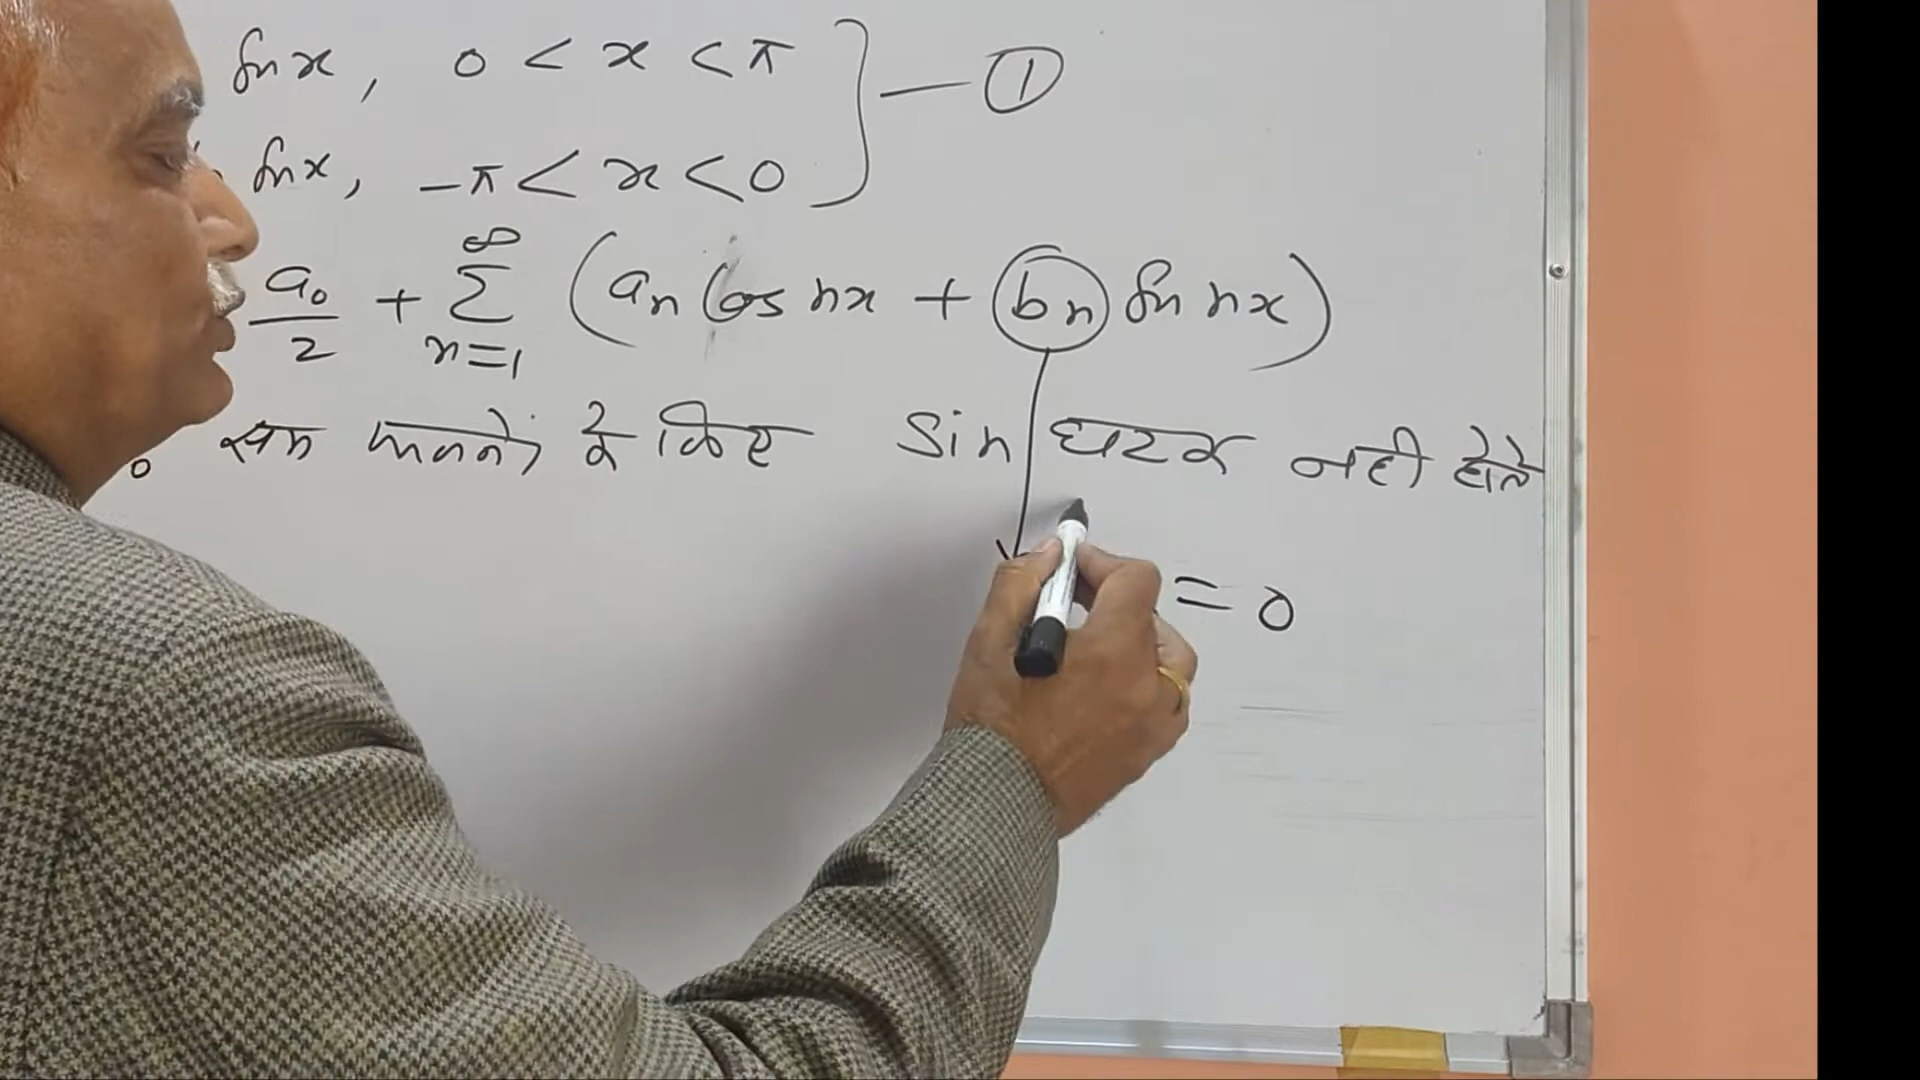 sin x, 0 < x < π } — ①
sin x, -π < x < 0
a₀/2 + ∑_{n=1}^{∞} (aₙ cos nx + bₙ sin nx)
सम फलनों के लिए sin घटक नहीं होते
= 0